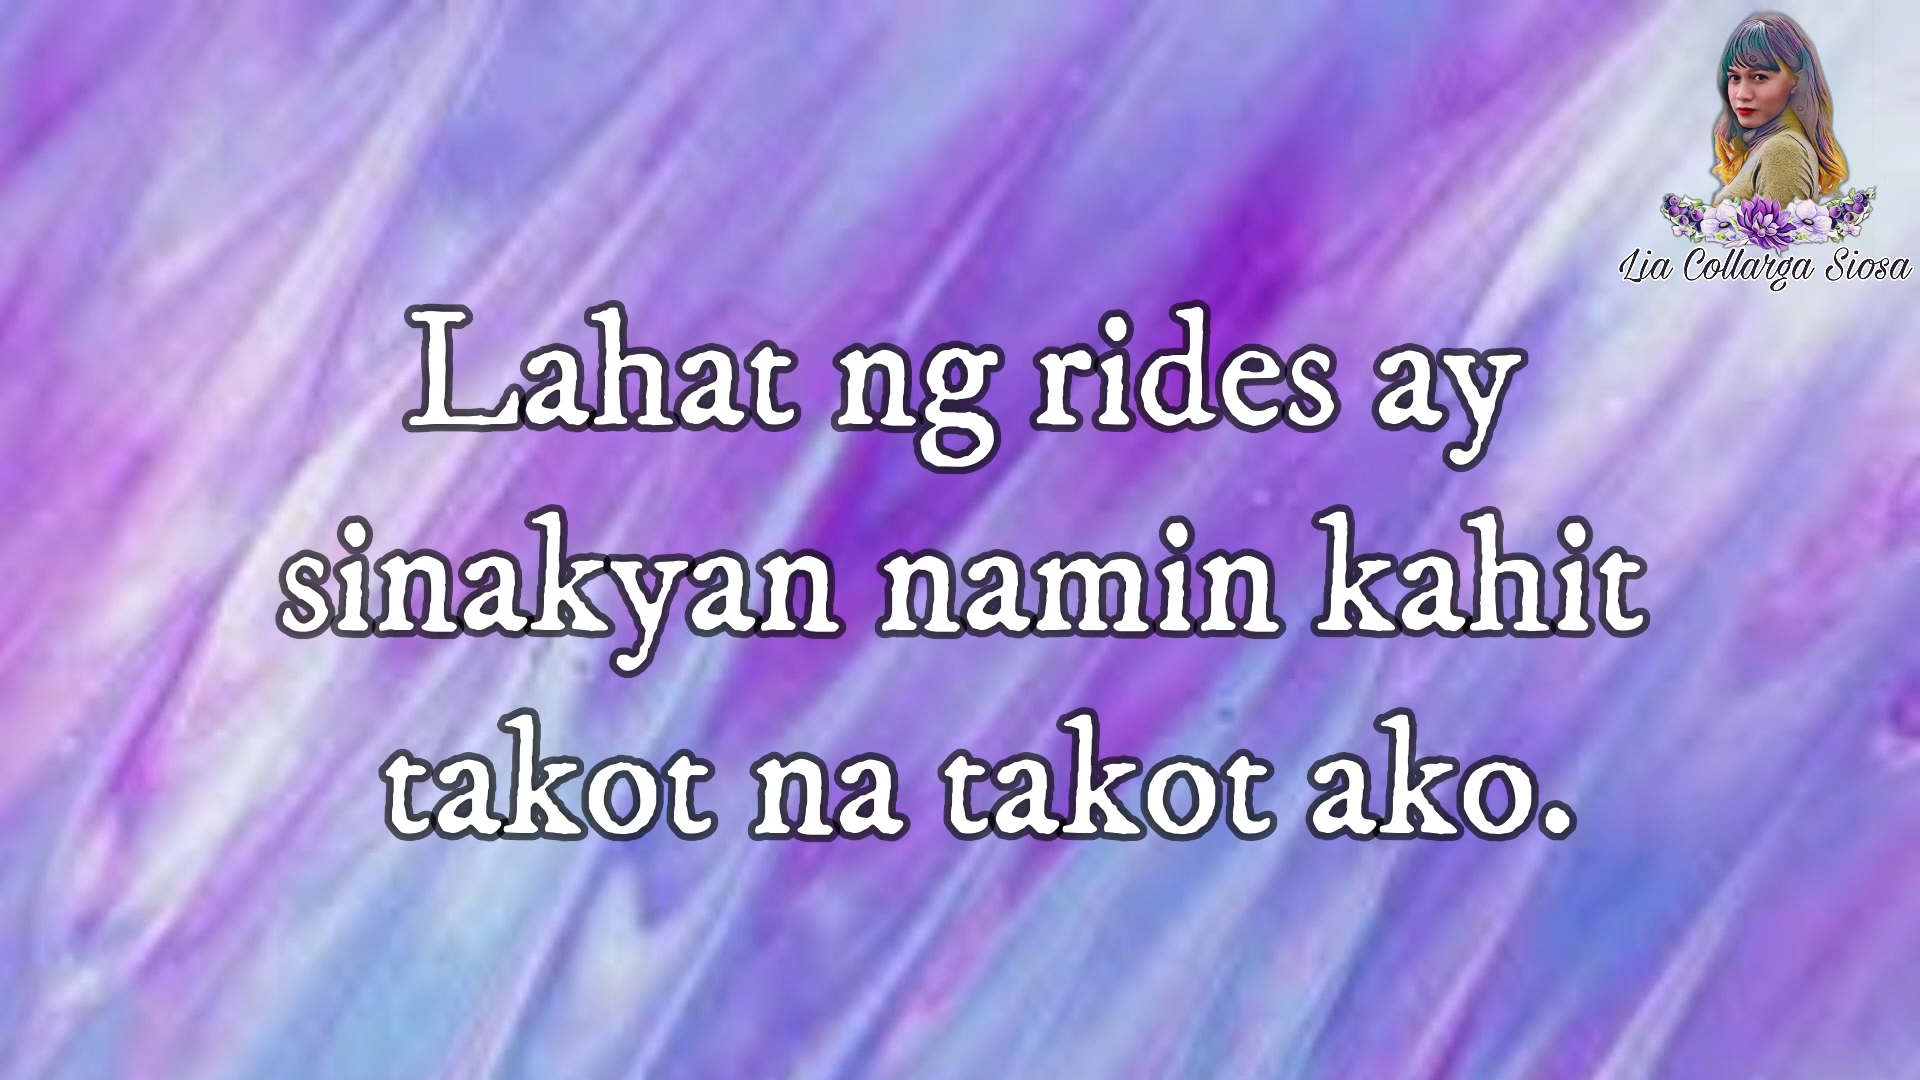 Lia Collarga Siosa
Lahat ng rides ay
sinakyan namin kahit
takot na takot ako.